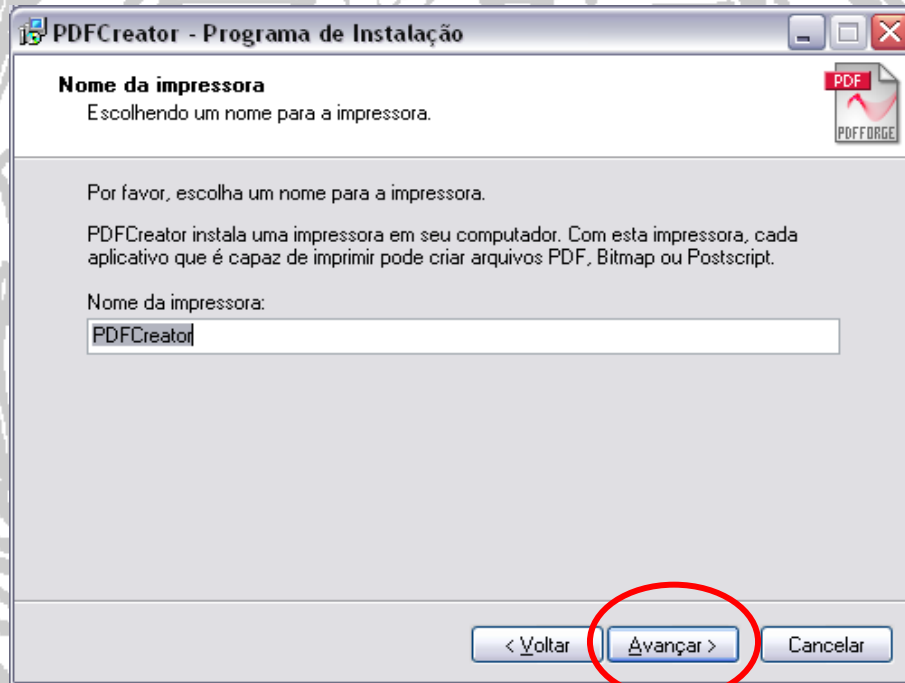 PDFCreator - Programa de Instalação
Nome da impressora
Escolhendo um nome para a impressora.
PDF
PDFFORGE
Por favor, escolha um nome para a impressora.
PDFCreator instala uma impressora em seu computador. Com esta impressora, cada
aplicativo que é capaz de imprimir pode criar arquivos PDF, Bitmap ou Postscript.
Nome da impressora:
PDFCreator
< Voltar
Avançar >
Cancelar